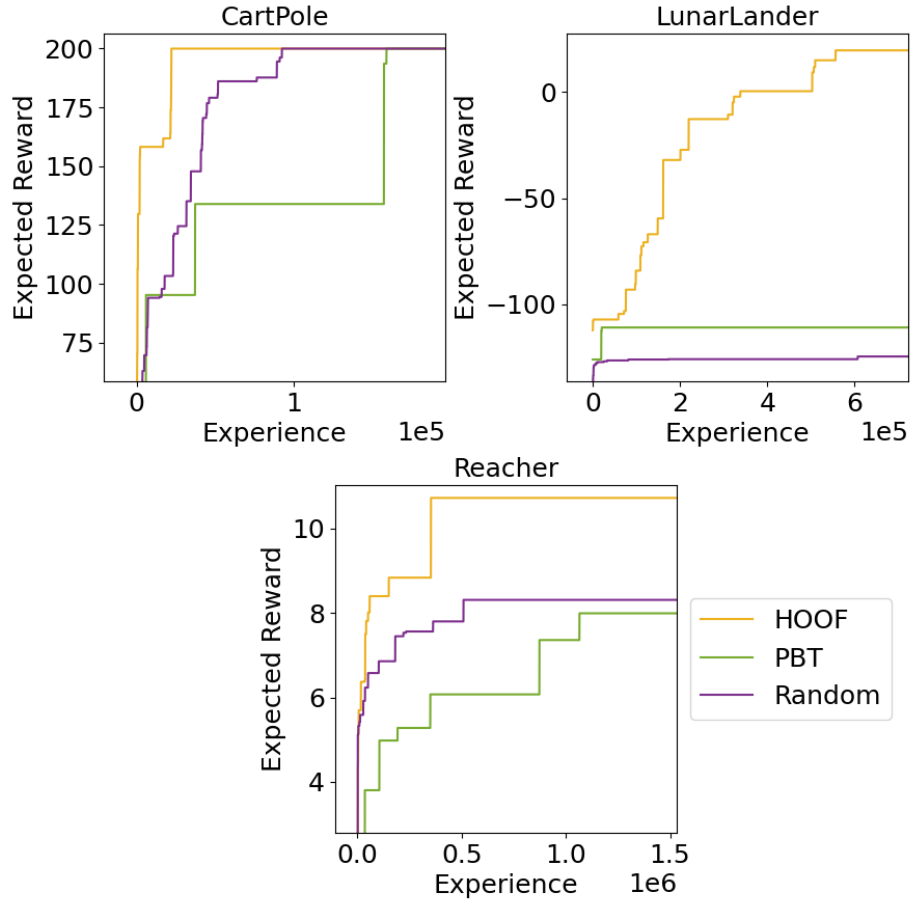 CartPole
200
175
150
125
100
75
Expected Reward
0
1
1e5
Experience
LunarLander
0
−50
−100
Expected Reward
0
2
4
6
1e5
Experience
Reacher
10
8
6
4
Expected Reward
0.0
0.5
1.0
1.5
1e6
Experience
HOOF
PBT
Random